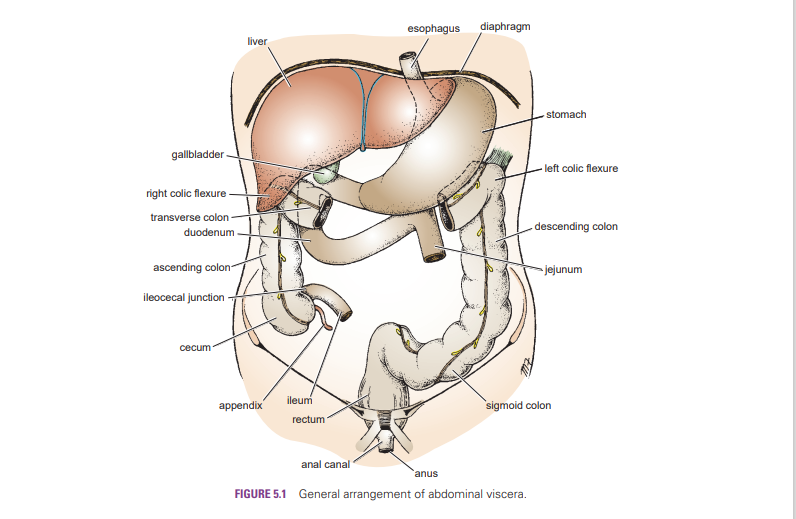 esophagus
diaphragm
liver
stomach
gallbladder
left colic flexure
right colic flexure
transverse colon
duodenum
descending colon
ascending colon
jejunum
ileocecal junction
cecum
appendix
ileum
rectum
sigmoid colon
anal canal
anus
FIGURE 5.1 General arrangement of abdominal viscera.